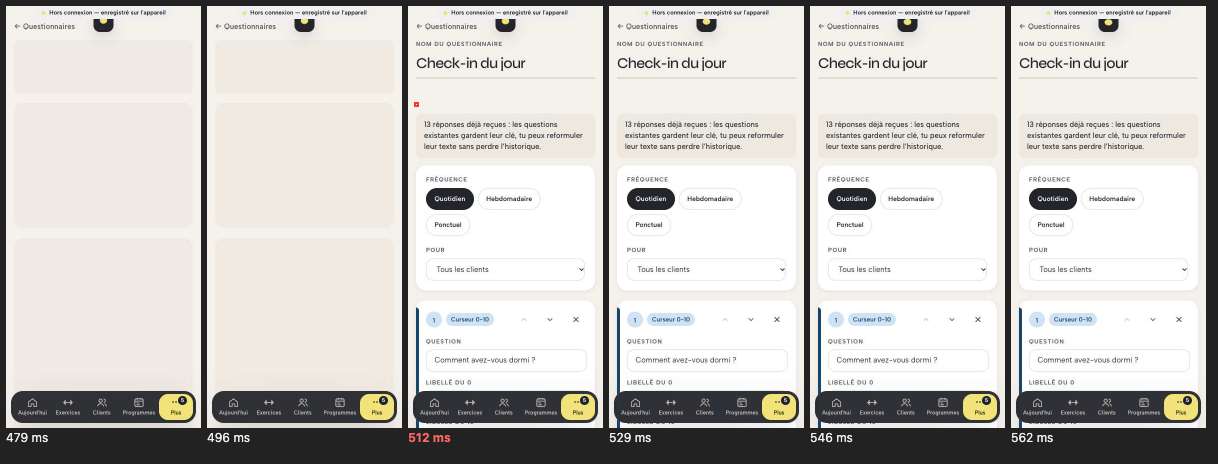 Hors connexion — enregistré sur l'appareil
← Questionnaires
Aujourd'hui
Exercices
Clients
Programmes
5
Plus
479 ms
Hors connexion — enregistré sur l'appareil
← Questionnaires
Aujourd'hui
Exercices
Clients
Programmes
5
Plus
496 ms
Hors connexion — enregistré sur l'appareil
← Questionnaires
NOM DU QUESTIONNAIRE
Check-in du jour
13 réponses déjà reçues : les questions
existantes gardent leur clé, tu peux reformuler
leur texte sans perdre l'historique.
FRÉQUENCE
Quotidien
Hebdomadaire
Ponctuel
POUR
Tous les clients
1
Curseur 0-10
QUESTION
Comment avez-vous dormi ?
LIBELLÉ DU 0
Aujourd'hui
Exercices
Clients
Programmes
5
Plus
512 ms
Hors connexion — enregistré sur l'appareil
← Questionnaires
NOM DU QUESTIONNAIRE
Check-in du jour
13 réponses déjà reçues : les questions
existantes gardent leur clé, tu peux reformuler
leur texte sans perdre l'historique.
FRÉQUENCE
Quotidien
Hebdomadaire
Ponctuel
POUR
Tous les clients
1
Curseur 0-10
QUESTION
Comment avez-vous dormi ?
LIBELLÉ DU 0
Aujourd'hui
Exercices
Clients
Programmes
5
Plus
529 ms
Hors connexion — enregistré sur l'appareil
← Questionnaires
NOM DU QUESTIONNAIRE
Check-in du jour
13 réponses déjà reçues : les questions
existantes gardent leur clé, tu peux reformuler
leur texte sans perdre l'historique.
FRÉQUENCE
Quotidien
Hebdomadaire
Ponctuel
POUR
Tous les clients
1
Curseur 0-10
QUESTION
Comment avez-vous dormi ?
LIBELLÉ DU 0
Aujourd'hui
Exercices
Clients
Programmes
5
Plus
546 ms
Hors connexion — enregistré sur l'appareil
← Questionnaires
NOM DU QUESTIONNAIRE
Check-in du jour
13 réponses déjà reçues : les questions
existantes gardent leur clé, tu peux reformuler
leur texte sans perdre l'historique.
FRÉQUENCE
Quotidien
Hebdomadaire
Ponctuel
POUR
Tous les clients
1
Curseur 0-10
QUESTION
Comment avez-vous dormi ?
LIBELLÉ DU 0
Aujourd'hui
Exercices
Clients
Programmes
5
Plus
562 ms